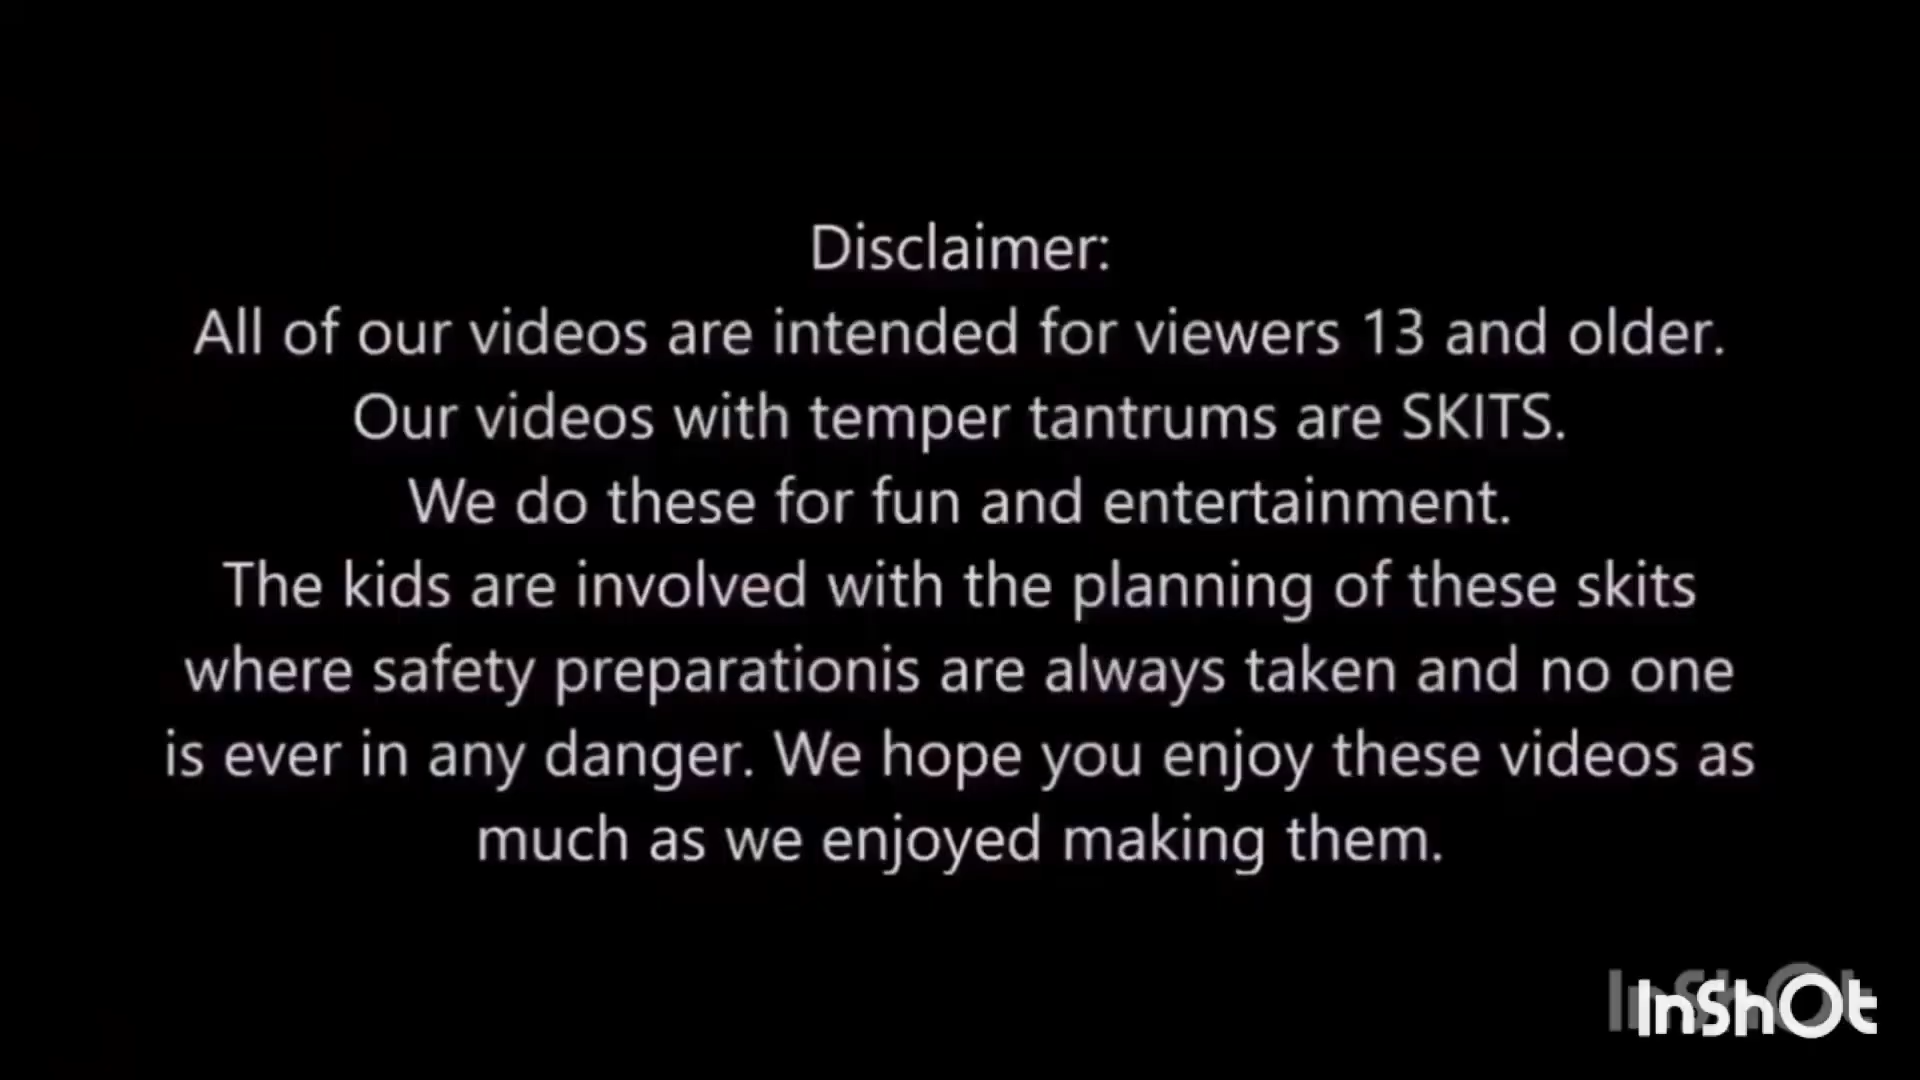 Disclaimer:
All of our videos are intended for viewers 13 and older.
Our videos with temper tantrums are SKITS.
We do these for fun and entertainment.
The kids are involved with the planning of these skits
where safety preparationis are always taken and no one
is ever in any danger. We hope you enjoy these videos as
much as we enjoyed making them.
InShOt
InShOt